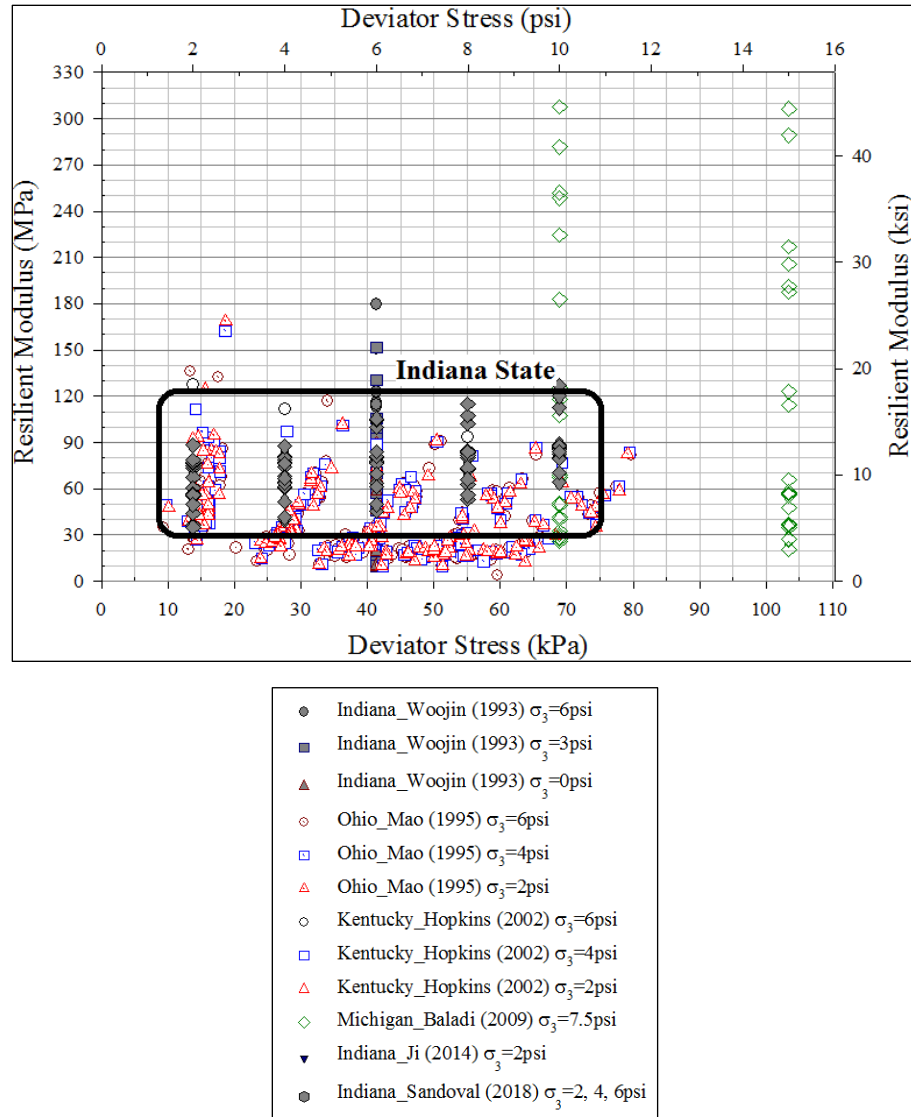 Deviator Stress (psi)
0 2 4 6 8 10 12 14 16
330
300
270
240
210
180
150
120
90
60
30
0
Resilient Modulus (MPa)
40
30
20
10
0
Resilient Modulus (ksi)
Indiana State
0 10 20 30 40 50 60 70 80 90 100 110
Deviator Stress (kPa)
Indiana_Woojin (1993) σ₃=6psi
Indiana_Woojin (1993) σ₃=3psi
Indiana_Woojin (1993) σ₃=0psi
Ohio_Mao (1995) σ₃=6psi
Ohio_Mao (1995) σ₃=4psi
Ohio_Mao (1995) σ₃=2psi
Kentucky_Hopkins (2002) σ₃=6psi
Kentucky_Hopkins (2002) σ₃=4psi
Kentucky_Hopkins (2002) σ₃=2psi
Michigan_Baladi (2009) σ₃=7.5psi
Indiana_Ji (2014) σ₃=2psi
Indiana_Sandoval (2018) σ₃=2, 4, 6psi